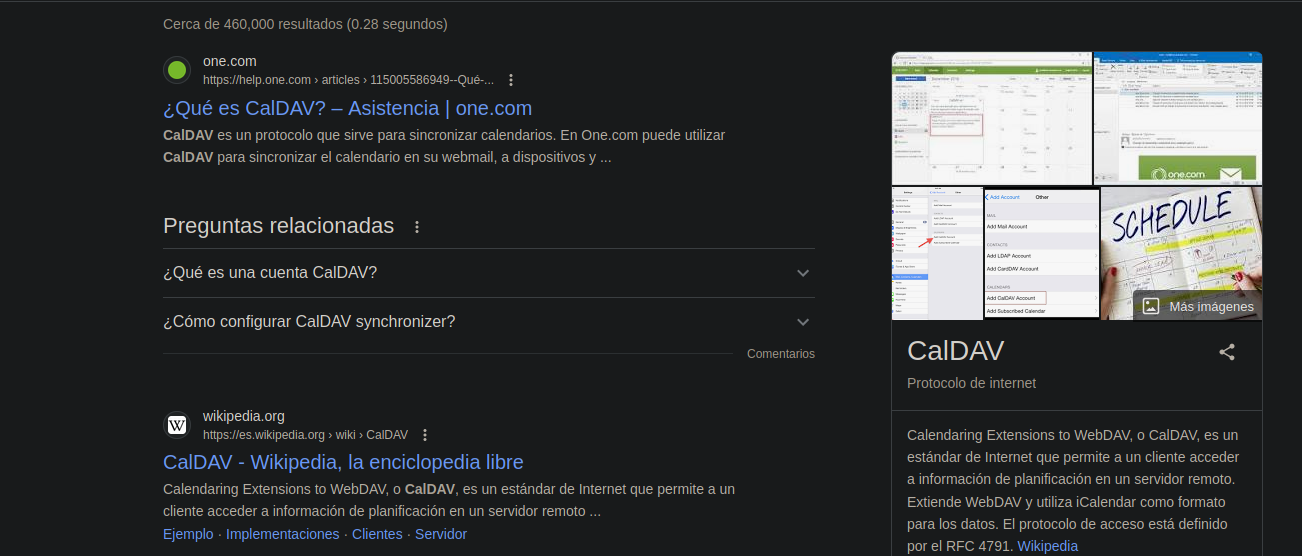 Cerca de 460,000 resultados (0.28 segundos)
one.com
https://help.one.com › articles › 115005586949--Qué-...
¿Qué es CalDAV? – Asistencia | one.com
CalDAV es un protocolo que sirve para sincronizar calendarios. En One.com puede utilizar
CalDAV para sincronizar el calendario en su webmail, a dispositivos y ...
Preguntas relacionadas
¿Qué es una cuenta CalDAV?
¿Cómo configurar CalDAV synchronizer?
Comentarios
wikipedia.org
https://es.wikipedia.org › wiki › CalDAV
CalDAV - Wikipedia, la enciclopedia libre
Calendaring Extensions to WebDAV, o CalDAV, es un estándar de Internet que permite a un
cliente acceder a información de planificación en un servidor remoto ...
Ejemplo · Implementaciones · Clientes · Servidor
one.com
Add Account
Other
MAIL
Add Mail Account
CONTACTS
Add LDAP Account
Add CardDAV Account
CALENDARS
Add CalDAV Account
Add Subscribed Calendar
SCHEDULE
Más imágenes
CalDAV
Protocolo de internet
Calendaring Extensions to WebDAV, o CalDAV, es un
estándar de Internet que permite a un cliente acceder
a información de planificación en un servidor remoto.
Extiende WebDAV y utiliza iCalendar como formato
para los datos. El protocolo de acceso está definido
por el RFC 4791. Wikipedia